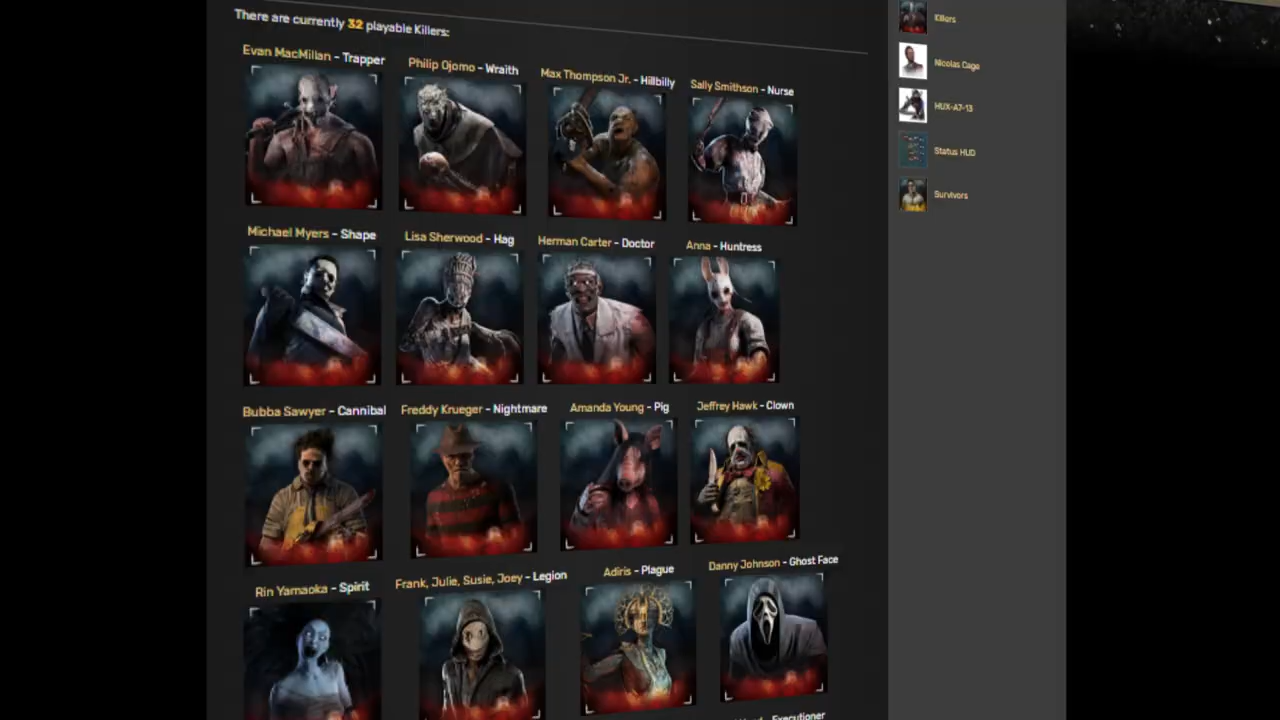 There are currently 32 playable Killers:
Evan MacMillan - Trapper
Philip Ojomo - Wraith
Max Thompson Jr. - Hillbilly
Sally Smithson - Nurse
Michael Myers - Shape
Lisa Sherwood - Hag
Herman Carter - Doctor
Anna - Huntress
Bubba Sawyer - Cannibal
Freddy Krueger - Nightmare
Amanda Young - Pig
Jeffrey Hawk - Clown
Rin Yamaoka - Spirit
Frank, Julie, Susie, Joey - Legion
Adiris - Plague
Danny Johnson - Ghost Face
- Executioner
Killers
Nicolas Cage
HUX-A7-13
Status HUD
Survivors